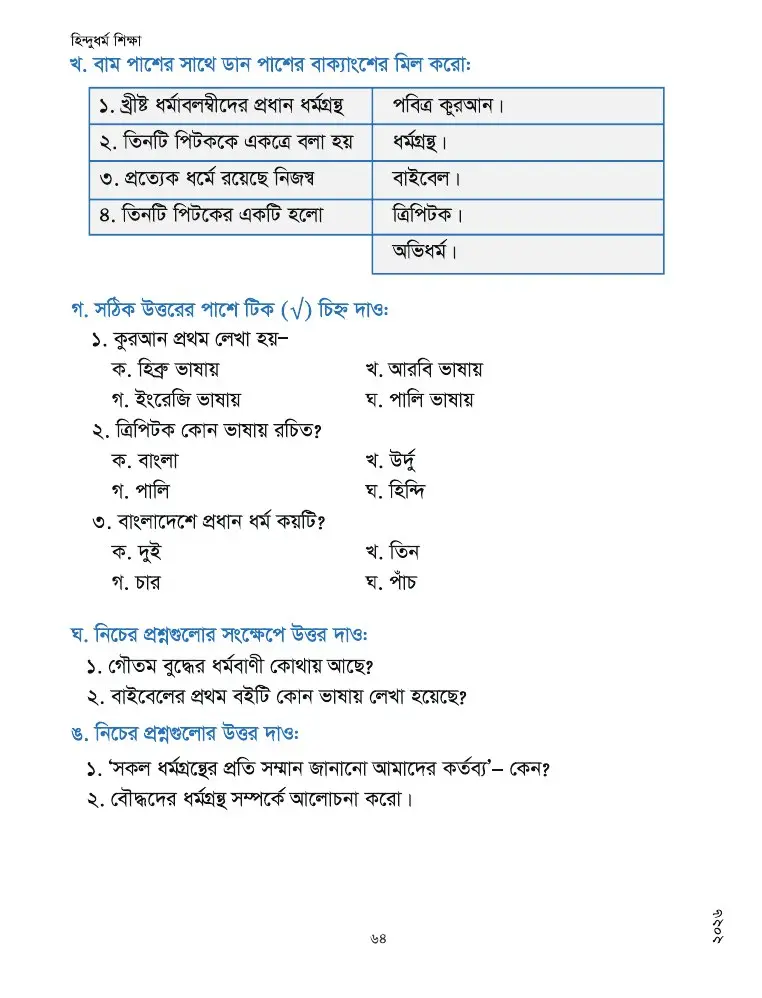 হিন্দুধর্ম শিক্ষা
খ. বাম পাশের সাথে ডান পাশের বাক্যাংশের মিল করো:
১. খ্রীষ্ট ধর্মাবলম্বীদের প্রধান ধর্মগ্রন্থ পবিত্র কুরআন।
২. তিনটি পিটককে একত্রে বলা হয় ধর্মগ্রন্থ।
৩. প্রত্যেক ধর্মে রয়েছে নিজস্ব বাইবেল।
৪. তিনটি পিটকের একটি হলো ত্রিপিটক।
অভিধর্ম।
গ. সঠিক উত্তরের পাশে টিক (√) চিহ্ন দাও:
১. কুরআন প্রথম লেখা হয়–
ক. হিব্রু ভাষায় খ. আরবি ভাষায়
গ. ইংরেজি ভাষায় ঘ. পালি ভাষায়
২. ত্রিপিটক কোন ভাষায় রচিত?
ক. বাংলা খ. উর্দু
গ. পালি ঘ. হিন্দি
৩. বাংলাদেশে প্রধান ধর্ম কয়টি?
ক. দুই খ. তিন
গ. চার ঘ. পাঁচ
ঘ. নিচের প্রশ্নগুলোর সংক্ষেপে উত্তর দাও:
১. গৌতম বুদ্ধের ধর্মবাণী কোথায় আছে?
২. বাইবেলের প্রথম বইটি কোন ভাষায় লেখা হয়েছে?
ঙ. নিচের প্রশ্নগুলোর উত্তর দাও:
১. ‘সকল ধর্মগ্রন্থের প্রতি সম্মান জানানো আমাদের কর্তব্য’– কেন?
২. বৌদ্ধদের ধর্মগ্রন্থ সম্পর্কে আলোচনা করো।
৬৪
২০২৬